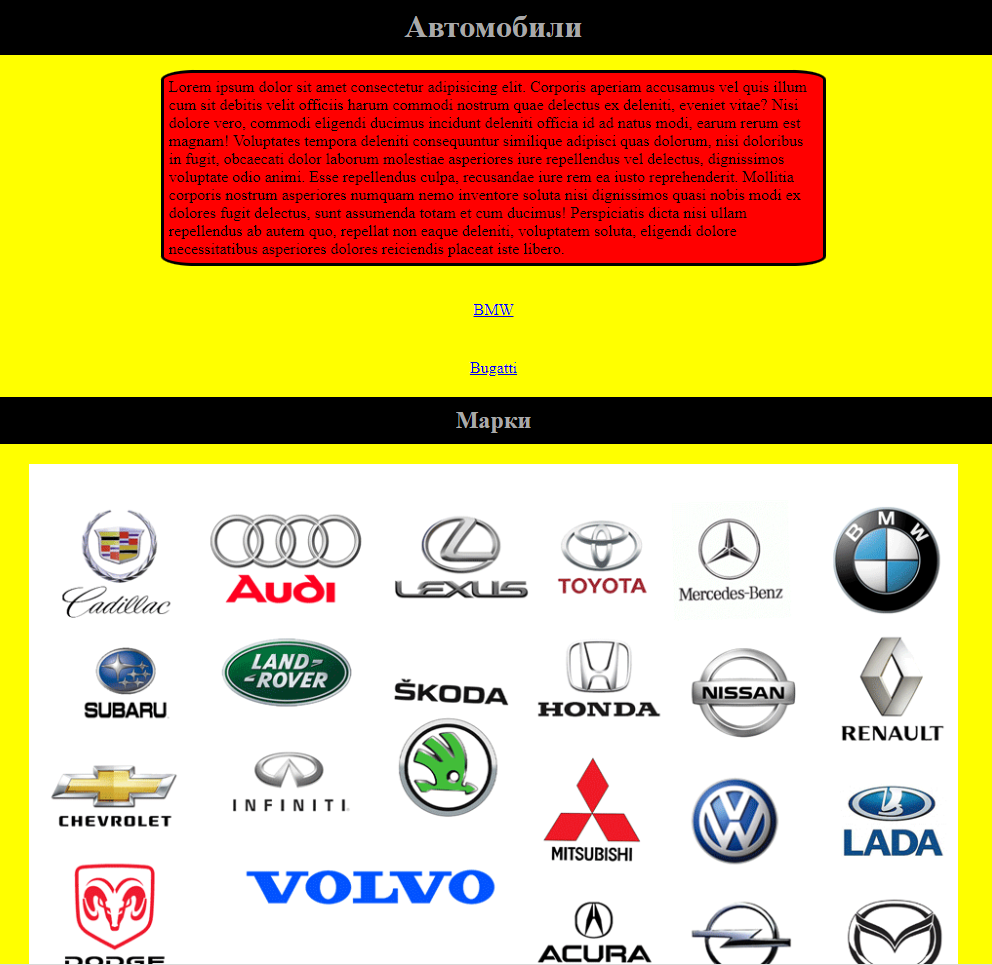 Автомобили
Lorem ipsum dolor sit amet consectetur adipisicing elit. Corporis aperiam accusamus vel quis illum
cum sit debitis velit officiis harum commodi nostrum quae delectus ex deleniti, eveniet vitae? Nisi
dolore vero, commodi eligendi ducimus incidunt deleniti officia id ad natus modi, earum rerum est
magnam! Voluptates tempora deleniti consequuntur similique adipisci quas dolorum, nisi doloribus
in fugit, obcaecati dolor laborum molestiae asperiores iure repellendus vel delectus, dignissimos
voluptate odio animi. Esse repellendus culpa, recusandae iure rem ea iusto reprehenderit. Mollitia
corporis nostrum asperiores numquam nemo inventore soluta nisi dignissimos quasi nobis modi ex
dolores fugit delectus, sunt assumenda totam et cum ducimus! Perspiciatis dicta nisi ullam
repellendus ab autem quo, repellat non eaque deleniti, voluptatem soluta, eligendi dolore
necessitatibus asperiores dolores reiciendis placeat iste libero.
BMW
Bugatti
Марки
Cadillac
Audi
LEXUS
TOYOTA
Mercedes-Benz
BMW
SUBARU
LAND-
ROVER
ŠKODA
HONDA
NISSAN
RENAULT
CHEVROLET
INFINITI
MITSUBISHI
LADA
VOLVO
DODGE
ACURA